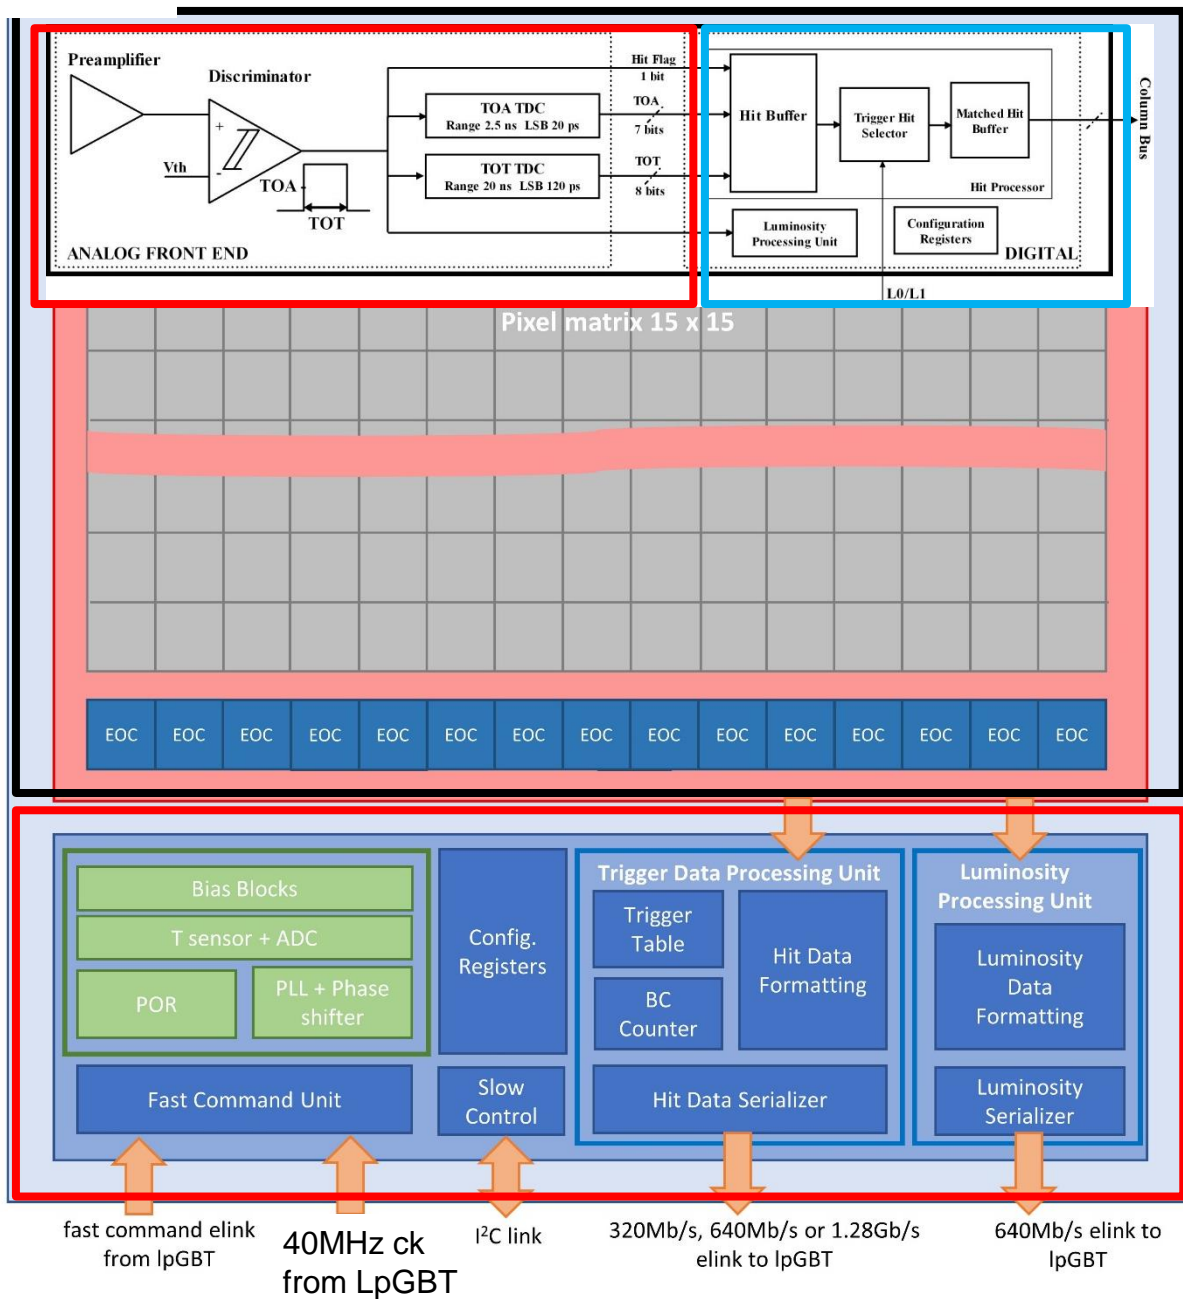 Preamplifier
Discriminator
+
-
Vth
TOA
TOT
TOA TDC
Range 2.5 ns LSB 20 ps
TOT TDC
Range 20 ns LSB 120 ps
ANALOG FRONT END
Hit Flag
1 bit
TOA
7 bits
TOT
8 bits
Hit Buffer
Trigger Hit
Selector
Matched Hit
Buffer
Hit Processor
Luminosity
Processing Unit
Configuration
Registers
DIGITAL
L0/L1
Column Bus
Pixel matrix 15 x 15
EOC EOC EOC EOC EOC EOC EOC EOC EOC EOC EOC EOC EOC EOC EOC
Bias Blocks
T sensor + ADC
POR
PLL + Phase
shifter
Fast Command Unit
Config.
Registers
Slow
Control
Trigger Data Processing Unit
Trigger
Table
BC
Counter
Hit Data
Formatting
Hit Data Serializer
Luminosity
Processing Unit
Luminosity
Data
Formatting
Luminosity
Serializer
fast command elink
from lpGBT
40MHz ck
from LpGBT
I²C link
320Mb/s, 640Mb/s or 1.28Gb/s
elink to lpGBT
640Mb/s elink to
lpGBT